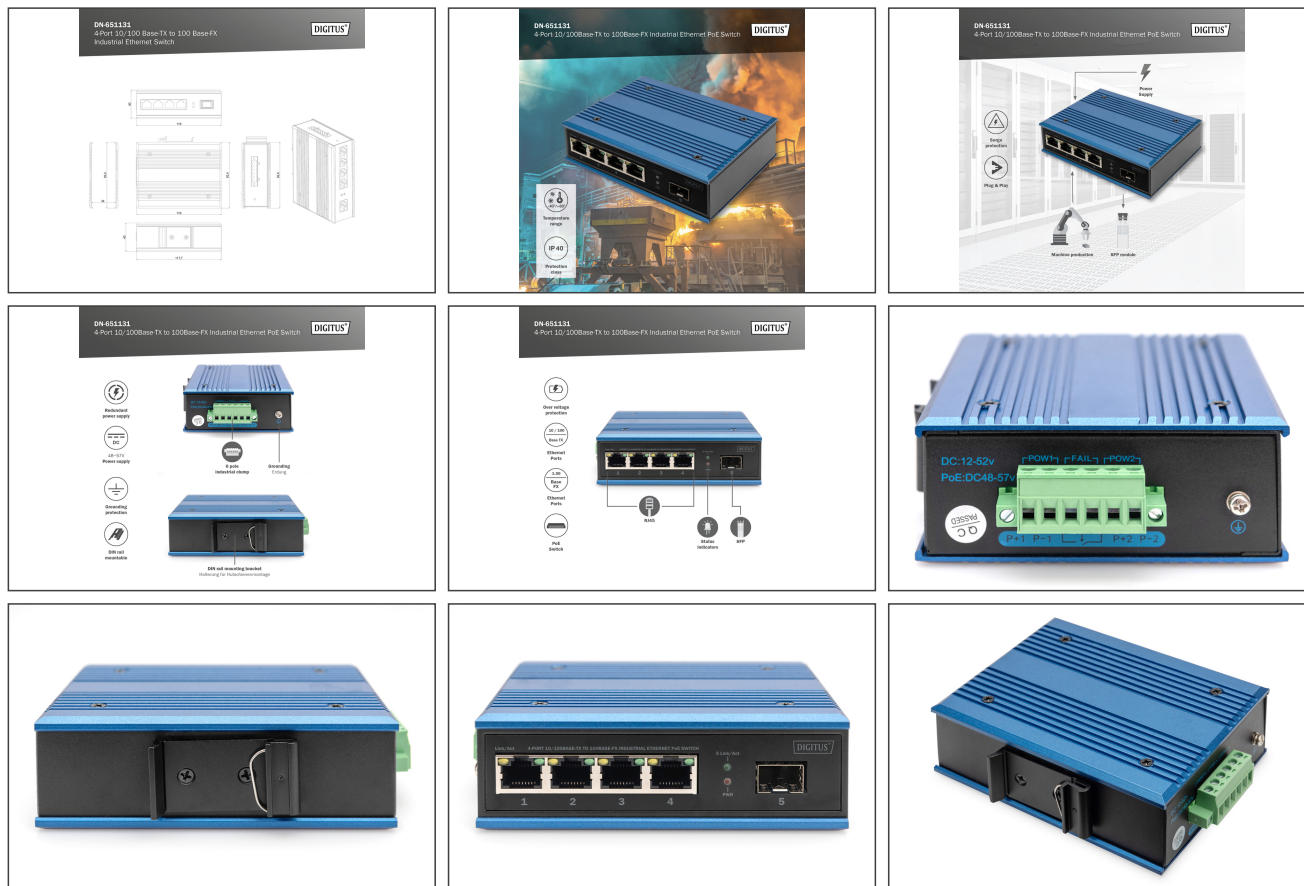 DN-651131
4-Port 10/100 Base-TX to 100 Base-FX
Industrial Ethernet Switch
DIGITUS®
DN-651131
4-Port 10/100Base-TX to 100Base-FX Industrial Ethernet PoE Switch
DIGITUS®
Temperature
range
IP 40
Protection
class
DN-651131
4-Port 10/100Base-TX to 100Base-FX Industrial Ethernet PoE Switch
DIGITUS®
Power
Supply
Surge
protection
Plug & Play
Machine production
SFP module
DN-651131
4-Port 10/100Base-TX to 100Base-FX Industrial Ethernet PoE Switch
DIGITUS®
Redundant
power supply
DC
48–57V
Power supply
Grounding
protection
DIN rail
mountable
6 pole
industrial clamp
Grounding
Erdung
DIN rail mounting bracket
Halterung für Hutschienenmontage
DN-651131
4-Port 10/100Base-TX to 100Base-FX Industrial Ethernet PoE Switch
DIGITUS®
Over voltage
protection
10 / 100
Base TX
Ethernet
Ports
Base
FX
Ethernet
Ports
PoE
Switch
RJ45
Status
indicators
SFP
DC:12-52v
PoE:DC48-57v
POW1 FAIL POW2
QC
PASSED
P+1 P-1 P+2 P-2
Link/Act 4-PORT 10/100BASE-TX TO 100BASE-FX INDUSTRIAL ETHERNET PoE SWITCH
5 Link/Act
DIGITUS
PWR
1 2 3 4 5